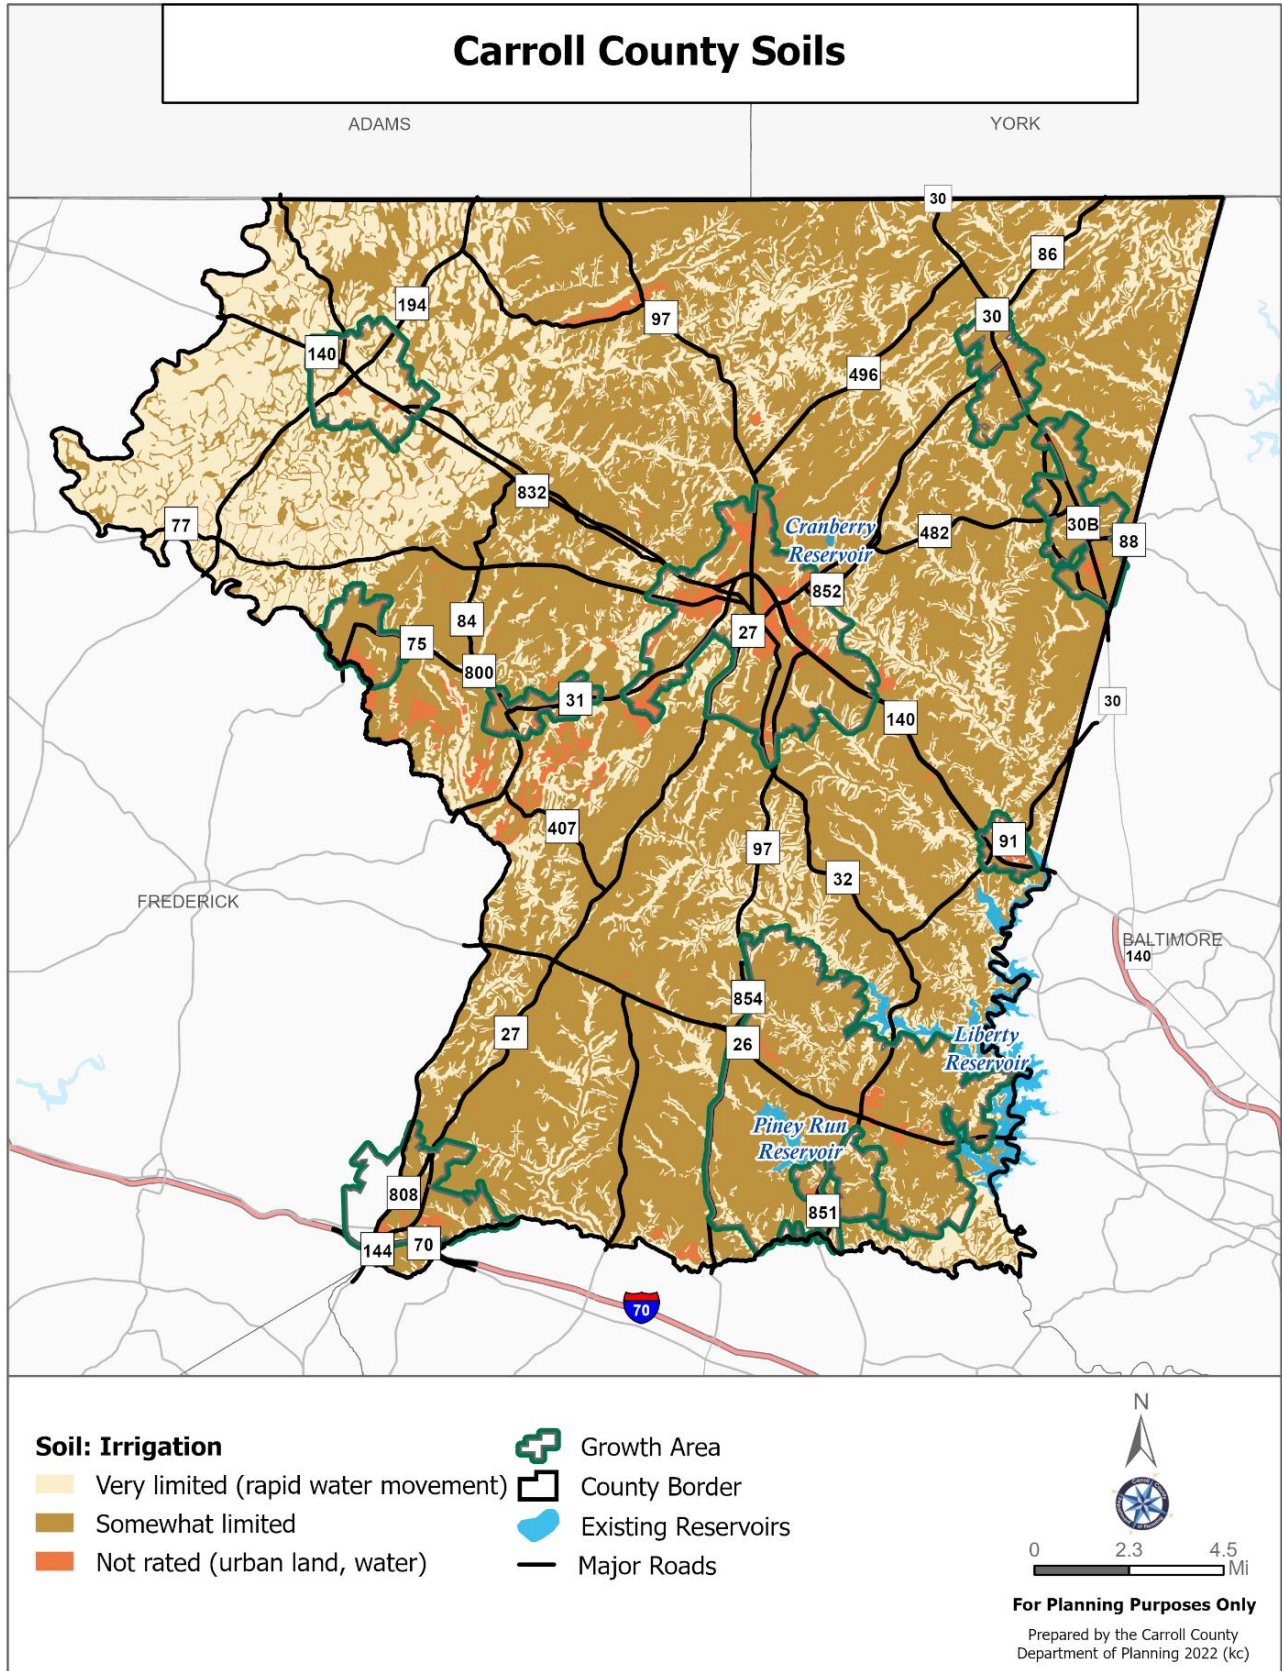 Carroll County Soils
ADAMS
YORK
30
86
194
30
97
140
496
832
77
Cranberry
Reservoir
482
30B
88
852
84
27
75
800
31
140
30
407
91
97
32
FREDERICK
BALTIMORE
140
854
27
26
Liberty
Reservoir
Piney Run
Reservoir
808
851
144
70
70
Soil: Irrigation
Very limited (rapid water movement)
Somewhat limited
Not rated (urban land, water)
Growth Area
County Border
Existing Reservoirs
Major Roads
N
0 2.3 4.5
Mi
For Planning Purposes Only
Prepared by the Carroll County
Department of Planning 2022 (kc)